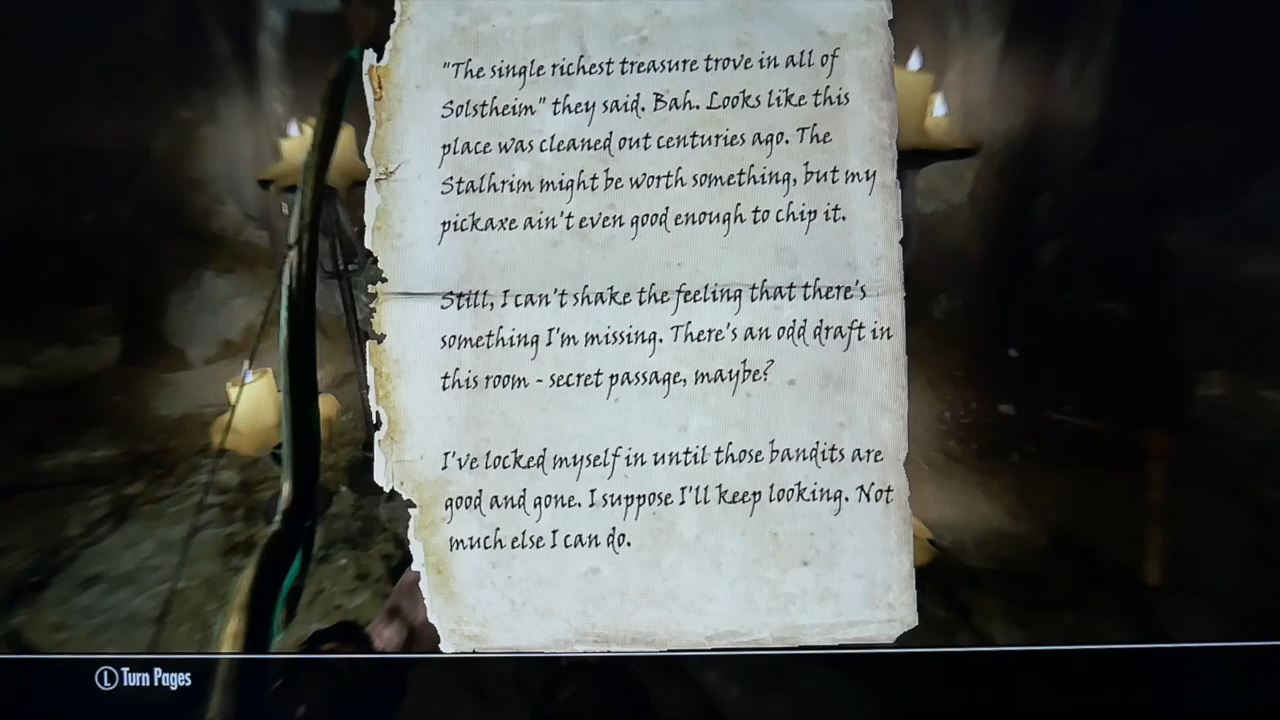 "The single richest treasure trove in all of
Solstheim" they said. Bah. Looks like this
place was cleaned out centuries ago. The
Stalhrim might be worth something, but my
pickaxe ain't even good enough to chip it.
Still, I can't shake the feeling that there's
something I'm missing. There's an odd draft in
this room - secret passage, maybe?
I've locked myself in until those bandits are
good and gone. I suppose I'll keep looking. Not
much else I can do.
L Turn Pages